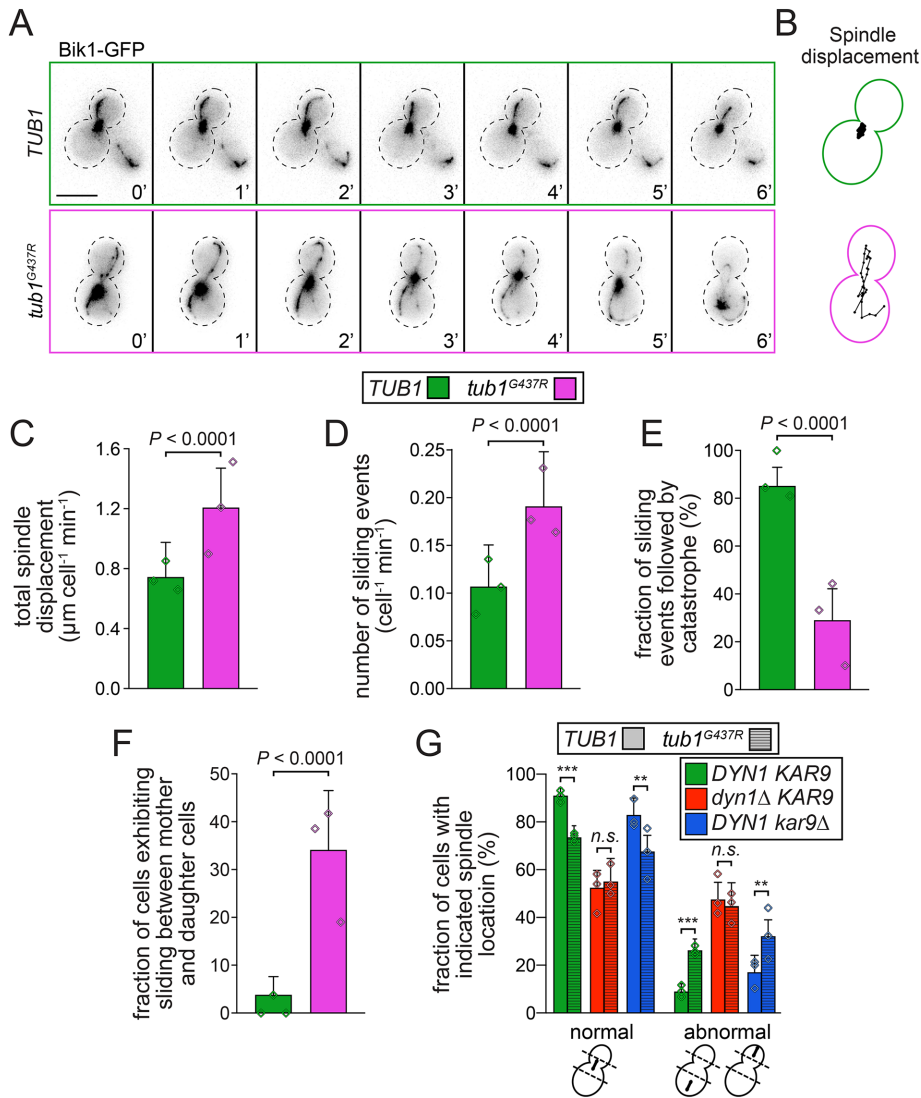 A
B
Bik1-GFP
Spindle
displacement
TUB1
0’ 1’ 2’ 3’ 4’ 5’ 6’
tub1G437R
0’ 1’ 2’ 3’ 4’ 5’ 6’
TUB1 tub1G437R
C
P < 0.0001
total spindle
displacement
(µm cell-1 min-1)
1.6
1.2
0.8
0.4
0.0
D
P < 0.0001
number of sliding events
(cell-1 min-1)
0.25
0.20
0.15
0.10
0.05
0.00
E
P < 0.0001
fraction of sliding
events followed by
catastrophe (%)
100
80
60
40
20
0
F
P < 0.0001
fraction of cells exhibiting
sliding between mother
and daughter cells
50
40
30
20
10
0
G
TUB1 tub1G437R
DYN1 KAR9
dyn1Δ KAR9
DYN1 kar9Δ
fraction of cells with
indicated spindle
locatioin (%)
100
80
60
40
20
0
*** n.s. ** *** n.s. **
normal abnormal